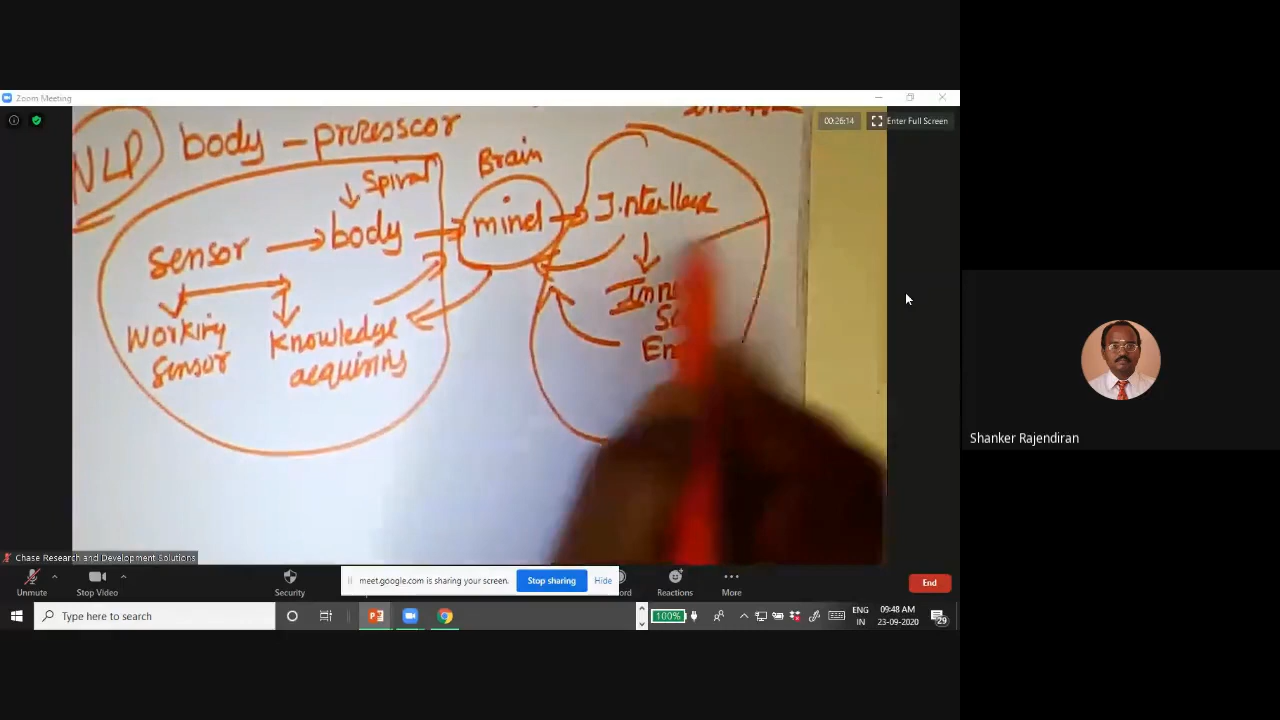 Zoom Meeting
00:26:14
Enter Full Screen
NLP
body - prozesscor
Spiral
Brain
Sensor
body
mind
Intellect
Working
Sensor
Knowledge
acquiring
Shanker Rajendiran
Chase Research and Development Solutions
Unmute
Stop Video
Security
meet.google.com is sharing your screen.
Stop sharing
Hide
Reactions
More
End
Type here to search
100%
ENG
IN
09:48 AM
23-09-2020
29